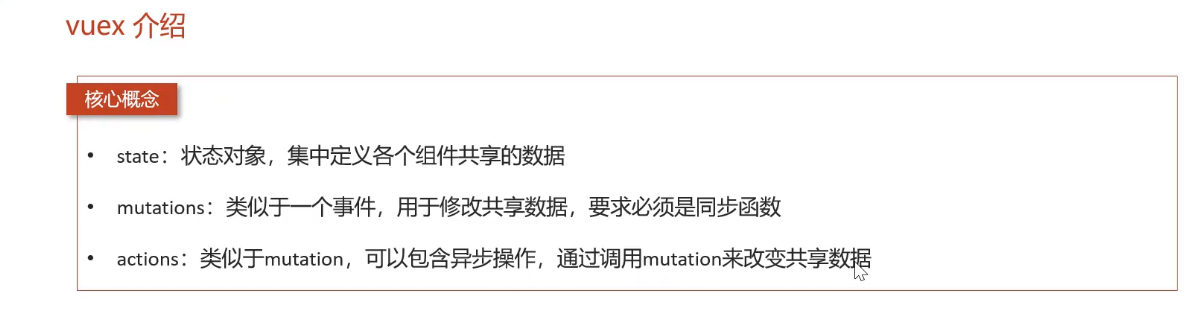 vuex 介绍
核心概念
• state：状态对象，集中定义各个组件共享的数据
• mutations：类似于一个事件，用于修改共享数据，要求必须是同步函数
• actions：类似于mutation，可以包含异步操作，通过调用mutation来改变共享数据